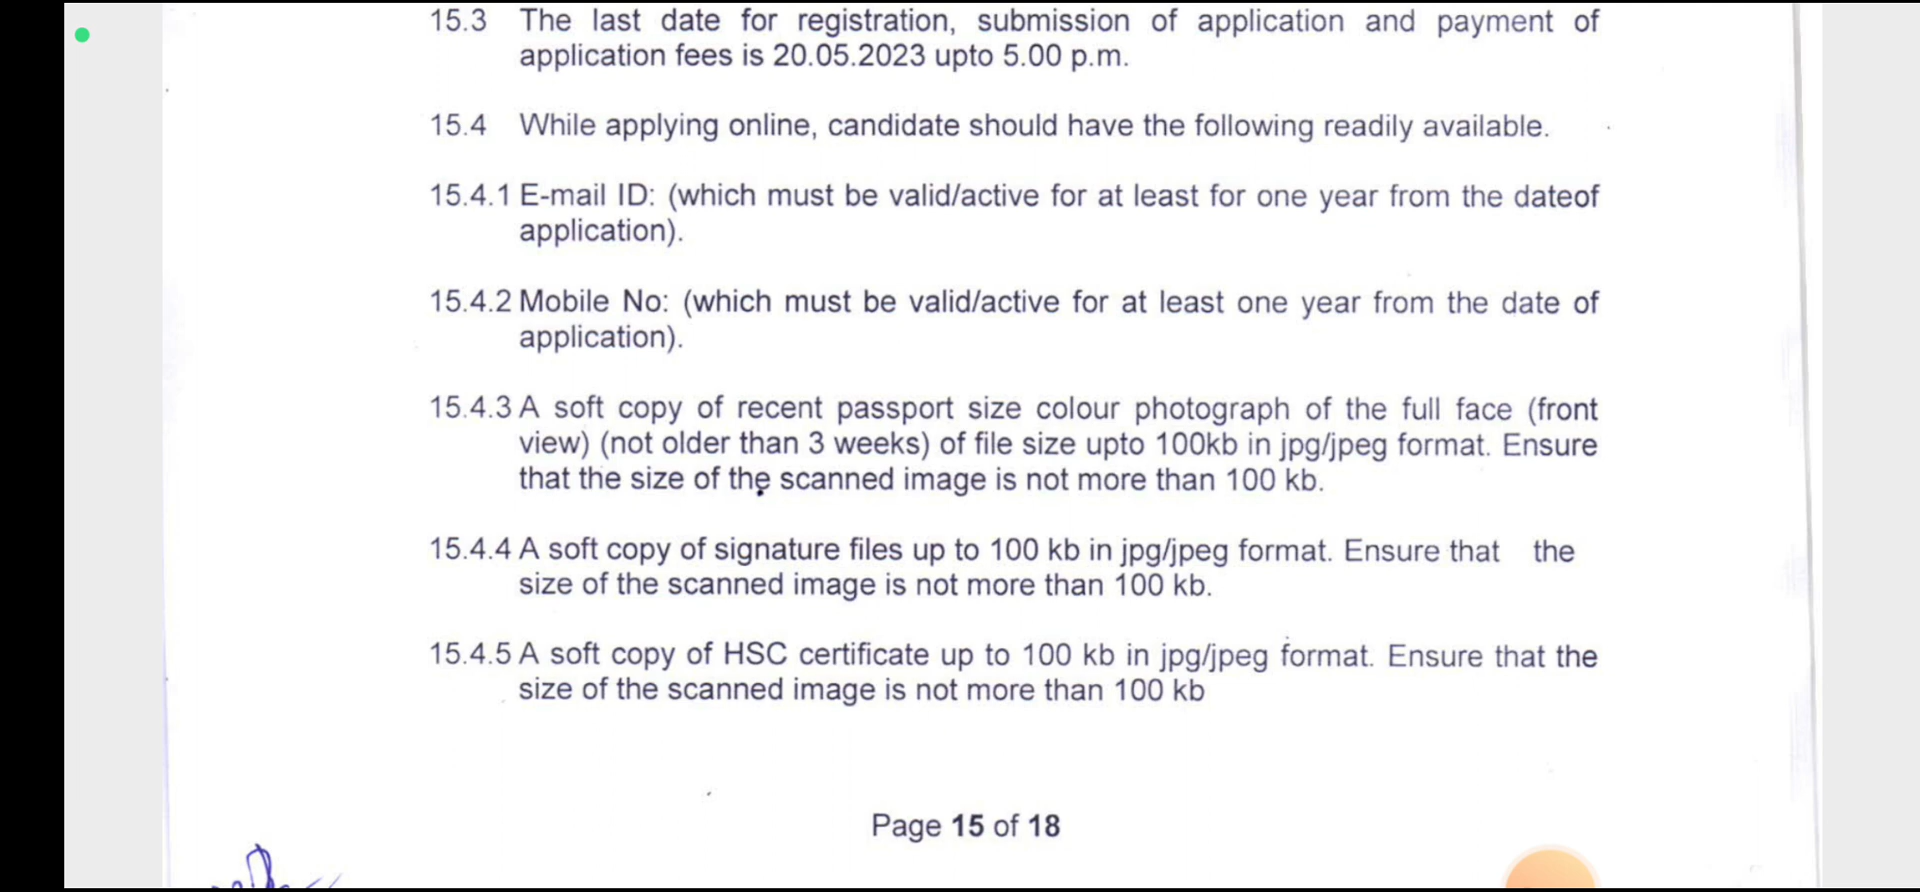 15.3 The last date for registration, submission of application and payment of
application fees is 20.05.2023 upto 5.00 p.m.
15.4 While applying online, candidate should have the following readily available.
15.4.1 E-mail ID: (which must be valid/active for at least for one year from the dateof
application).
15.4.2 Mobile No: (which must be valid/active for at least one year from the date of
application).
15.4.3 A soft copy of recent passport size colour photograph of the full face (front
view) (not older than 3 weeks) of file size upto 100kb in jpg/jpeg format. Ensure
that the size of the scanned image is not more than 100 kb.
15.4.4 A soft copy of signature files up to 100 kb in jpg/jpeg format. Ensure that the
size of the scanned image is not more than 100 kb.
15.4.5 A soft copy of HSC certificate up to 100 kb in jpg/jpeg format. Ensure that the
size of the scanned image is not more than 100 kb
Page 15 of 18